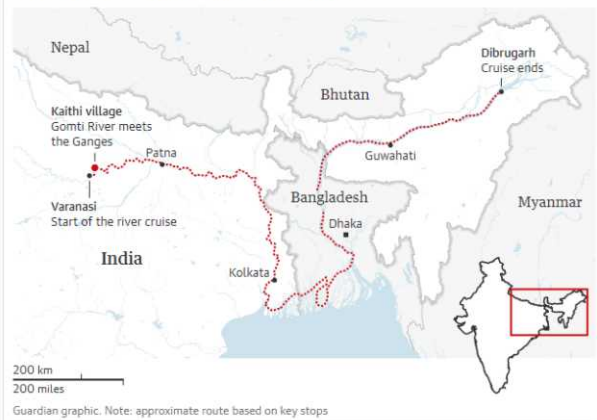 Nepal
Dibrugarh
Cruise ends
Bhutan
Kaithi village
Gomti River meets
the Ganges
Patna
Guwahati
Varanasi
Start of the river cruise
Bangladesh
Myanmar
Dhaka
India
Kolkata
200 km
200 miles
Guardian graphic. Note: approximate route based on key stops